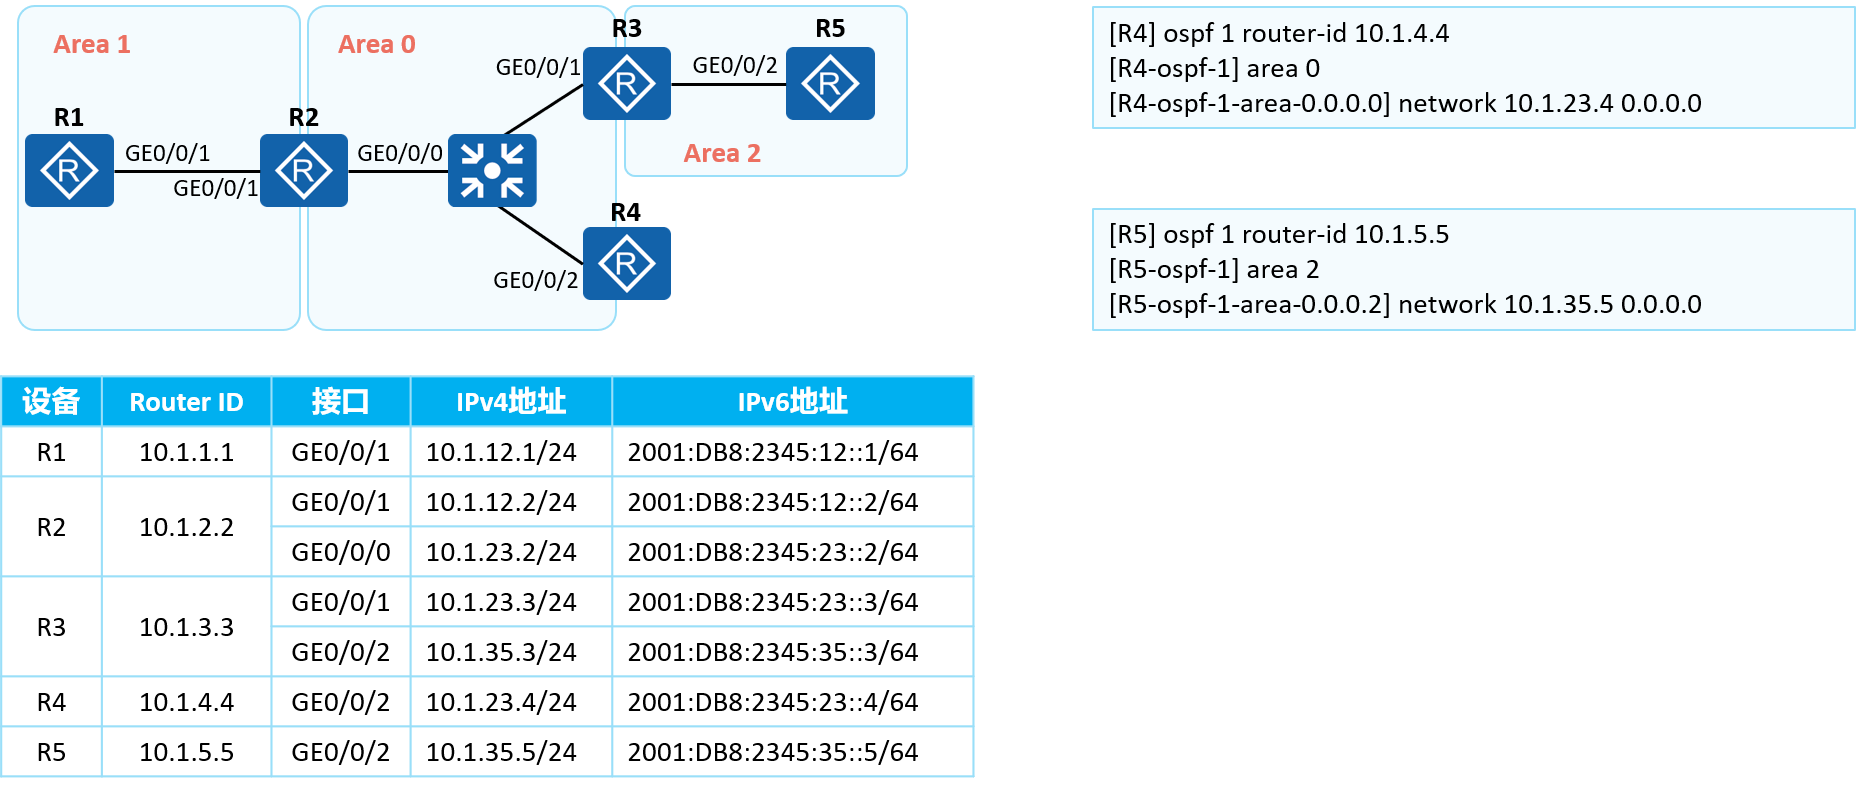 Area 1
Area 0
R3
R5
GE0/0/1
GE0/0/2
R
R
R1
R2
Area 2
GE0/0/1
GE0/0/0
R
R
GE0/0/1
R4
R
GE0/0/2
[R4] ospf 1 router-id 10.1.4.4
[R4-ospf-1] area 0
[R4-ospf-1-area-0.0.0.0] network 10.1.23.4 0.0.0.0
[R5] ospf 1 router-id 10.1.5.5
[R5-ospf-1] area 2
[R5-ospf-1-area-0.0.0.2] network 10.1.35.5 0.0.0.0
设备 Router ID 接口 IPv4地址 IPv6地址
R1 10.1.1.1 GE0/0/1 10.1.12.1/24 2001:DB8:2345:12::1/64
R2 10.1.2.2 GE0/0/1 10.1.12.2/24 2001:DB8:2345:12::2/64
GE0/0/0 10.1.23.2/24 2001:DB8:2345:23::2/64
R3 10.1.3.3 GE0/0/1 10.1.23.3/24 2001:DB8:2345:23::3/64
GE0/0/2 10.1.35.3/24 2001:DB8:2345:35::3/64
R4 10.1.4.4 GE0/0/2 10.1.23.4/24 2001:DB8:2345:23::4/64
R5 10.1.5.5 GE0/0/2 10.1.35.5/24 2001:DB8:2345:35::5/64